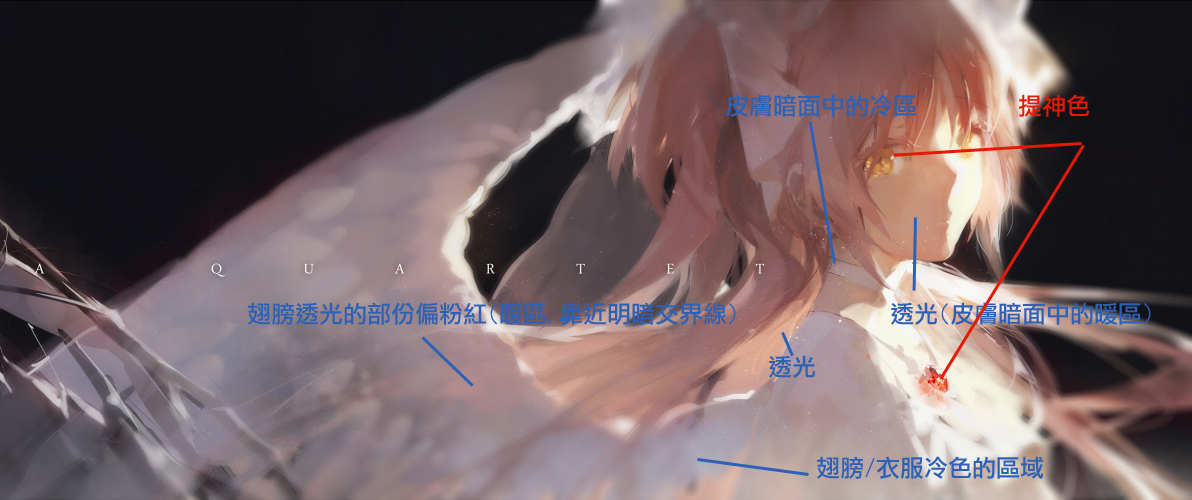 皮膚暗面中的冷區
提神色
A QUARTET
翅膀透光的部份偏粉紅(暖區, 靠近明暗交界線)
透光(皮膚暗面中的暖區)
透光
翅膀/衣服冷色的區域